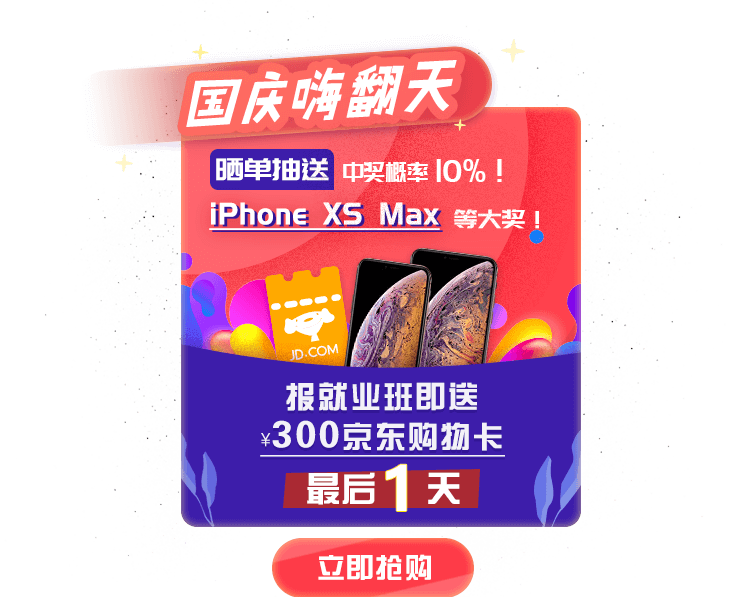 国庆嗨翻天
晒单抽送 中奖概率10%！
iPhone XS Max 等大奖！
JD.COM
报就业班即送
¥300京东购物卡
最后1天
立即抢购